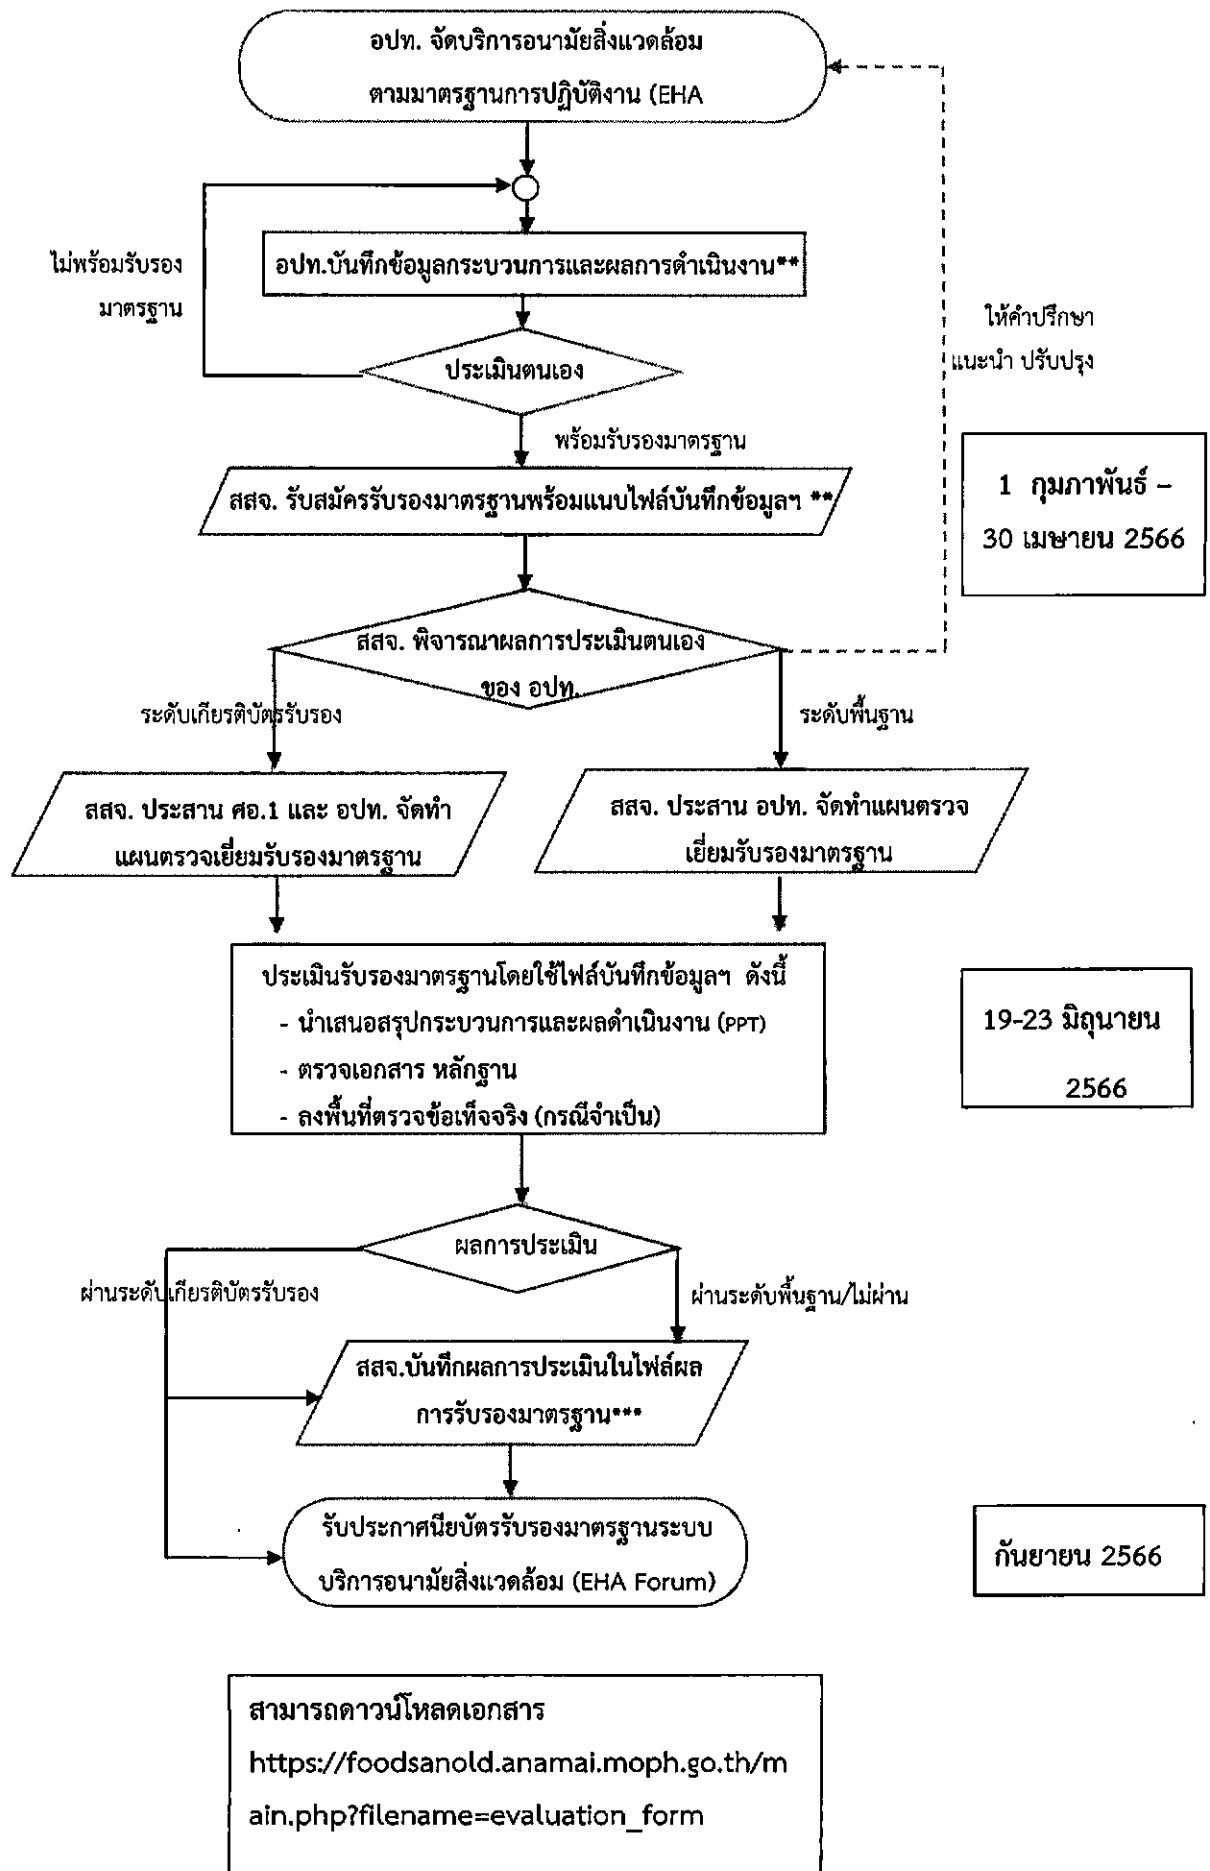 อปท. จัดบริการอนามัยสิ่งแวดล้อม
ตามมาตรฐานการปฏิบัติงาน (EHA
ไม่พร้อมรับรอง
มาตรฐาน
อปท.บันทึกข้อมูลกระบวนการและผลการดำเนินงาน**
ให้คำปรึกษา
แนะนำ ปรับปรุง
ประเมินตนเอง
พร้อมรับรองมาตรฐาน
สสจ. รับสมัครรับรองมาตรฐานพร้อมแนบไฟล์บันทึกข้อมูลฯ **
1 กุมภาพันธ์ –
30 เมษายน 2566
สสจ. พิจารณาผลการประเมินตนเอง
ของ อปท.
ระดับเกียรติบัตรรับรอง
ระดับพื้นฐาน
สสจ. ประสาน ศอ.1 และ อปท. จัดทำ
แผนตรวจเยี่ยมรับรองมาตรฐาน
สสจ. ประสาน อปท. จัดทำแผนตรวจ
เยี่ยมรับรองมาตรฐาน
ประเมินรับรองมาตรฐานโดยใช้ไฟล์บันทึกข้อมูลฯ ดังนี้
- นำเสนอสรุปกระบวนการและผลดำเนินงาน (PPT)
- ตรวจเอกสาร หลักฐาน
- ลงพื้นที่ตรวจข้อเท็จจริง (กรณีจำเป็น)
19-23 มิถุนายน
2566
ผลการประเมิน
ผ่านระดับเกียรติบัตรรับรอง
ผ่านระดับพื้นฐาน/ไม่ผ่าน
สสจ.บันทึกผลการประเมินในไฟล์ผล
การรับรองมาตรฐาน***
รับประกาศนียบัตรรับรองมาตรฐานระบบ
บริการอนามัยสิ่งแวดล้อม (EHA Forum)
กันยายน 2566
สามารถดาวน์โหลดเอกสาร
https://foodsanold.anamai.moph.go.th/m
ain.php?filename=evaluation_form